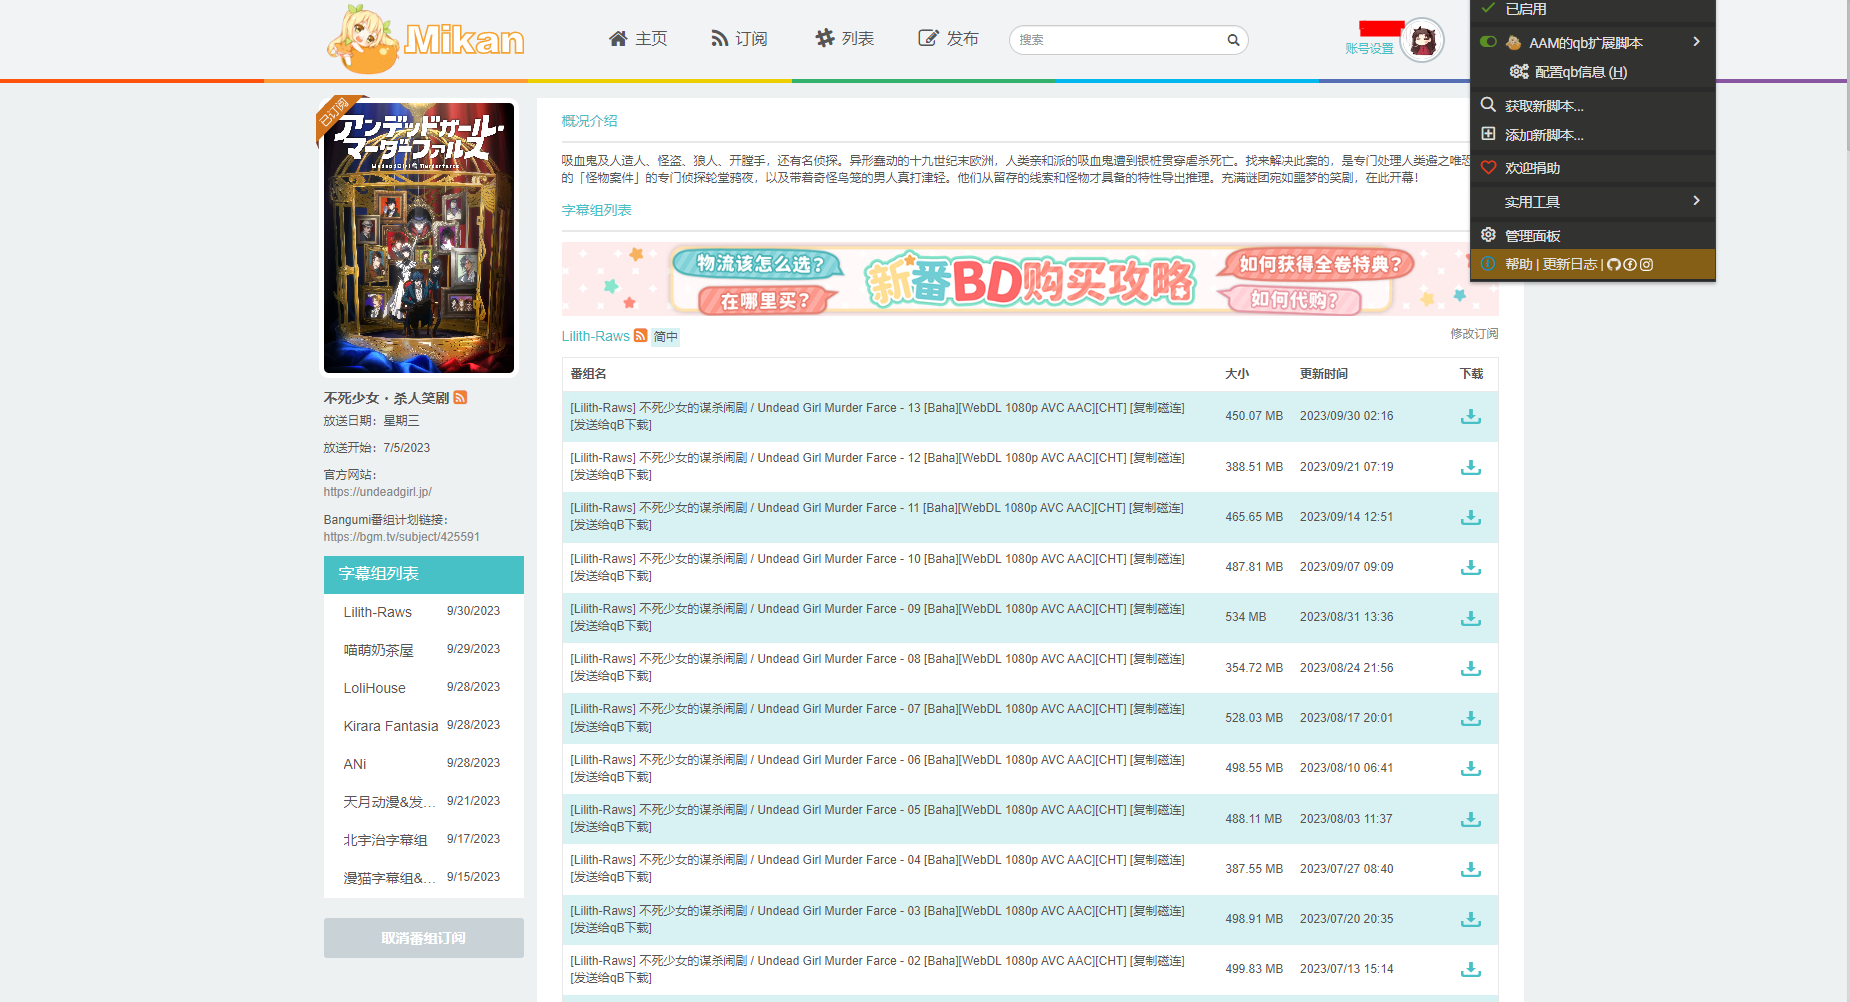 Mikan
主页
订阅
列表
发布
搜索
账号设置
已启用
AAM的qb扩展脚本
配置qb信息 (H)
获取新脚本...
添加新脚本...
欢迎捐助
实用工具
管理面板
帮助 | 更新日志 |
已订阅
アンデッドガール・
マーダーファルス
UndeadGirl Murderfarce
不死少女・杀人笑剧
放送日期：星期三
放送开始：7/5/2023
官方网站：
https://undeadgirl.jp/
Bangumi番组计划链接：
https://bgm.tv/subject/425591
字幕组列表
Lilith-Raws 9/30/2023
喵萌奶茶屋 9/29/2023
LoliHouse 9/28/2023
Kirara Fantasia 9/28/2023
ANi 9/28/2023
天月动漫&发... 9/21/2023
北宇治字幕组 9/17/2023
漫猫字幕组&... 9/15/2023
取消番组订阅
概况介绍
吸血鬼及人造人、怪盗、狼人、开膛手，还有名侦探。异形蠢动的十九世纪末欧洲，人类亲和派的吸血鬼遭到银桩贯穿虐杀死亡。找来解决此案的，是专门处理人类避之唯恐
的「怪物案件」的专门侦探轮堂鸦夜，以及带着奇怪鸟笼的男人真打津轻。他们从留存的线索和怪物才具备的特性导出推理。充满谜团宛如噩梦的笑剧，在此开幕！
字幕组列表
物流该怎么选？
在哪里买？
新番BD购买攻略
如何获得全卷特典？
如何代购？
Lilith-Raws 简中
修改订阅
番组名 大小 更新时间 下载
[Lilith-Raws] 不死少女的谋杀闹剧 / Undead Girl Murder Farce - 13 [Baha][WebDL 1080p AVC AAC][CHT] [复制磁连]
[发送给qB下载]
450.07 MB 2023/09/30 02:16
[Lilith-Raws] 不死少女的谋杀闹剧 / Undead Girl Murder Farce - 12 [Baha][WebDL 1080p AVC AAC][CHT] [复制磁连]
[发送给qB下载]
388.51 MB 2023/09/21 07:19
[Lilith-Raws] 不死少女的谋杀闹剧 / Undead Girl Murder Farce - 11 [Baha][WebDL 1080p AVC AAC][CHT] [复制磁连]
[发送给qB下载]
465.65 MB 2023/09/14 12:51
[Lilith-Raws] 不死少女的谋杀闹剧 / Undead Girl Murder Farce - 10 [Baha][WebDL 1080p AVC AAC][CHT] [复制磁连]
[发送给qB下载]
487.81 MB 2023/09/07 09:09
[Lilith-Raws] 不死少女的谋杀闹剧 / Undead Girl Murder Farce - 09 [Baha][WebDL 1080p AVC AAC][CHT] [复制磁连]
[发送给qB下载]
534 MB 2023/08/31 13:36
[Lilith-Raws] 不死少女的谋杀闹剧 / Undead Girl Murder Farce - 08 [Baha][WebDL 1080p AVC AAC][CHT] [复制磁连]
[发送给qB下载]
354.72 MB 2023/08/24 21:56
[Lilith-Raws] 不死少女的谋杀闹剧 / Undead Girl Murder Farce - 07 [Baha][WebDL 1080p AVC AAC][CHT] [复制磁连]
[发送给qB下载]
528.03 MB 2023/08/17 20:01
[Lilith-Raws] 不死少女的谋杀闹剧 / Undead Girl Murder Farce - 06 [Baha][WebDL 1080p AVC AAC][CHT] [复制磁连]
[发送给qB下载]
498.55 MB 2023/08/10 06:41
[Lilith-Raws] 不死少女的谋杀闹剧 / Undead Girl Murder Farce - 05 [Baha][WebDL 1080p AVC AAC][CHT] [复制磁连]
[发送给qB下载]
488.11 MB 2023/08/03 11:37
[Lilith-Raws] 不死少女的谋杀闹剧 / Undead Girl Murder Farce - 04 [Baha][WebDL 1080p AVC AAC][CHT] [复制磁连]
[发送给qB下载]
387.55 MB 2023/07/27 08:40
[Lilith-Raws] 不死少女的谋杀闹剧 / Undead Girl Murder Farce - 03 [Baha][WebDL 1080p AVC AAC][CHT] [复制磁连]
[发送给qB下载]
498.91 MB 2023/07/20 20:35
[Lilith-Raws] 不死少女的谋杀闹剧 / Undead Girl Murder Farce - 02 [Baha][WebDL 1080p AVC AAC][CHT] [复制磁连]
[发送给qB下载]
499.83 MB 2023/07/13 15:14